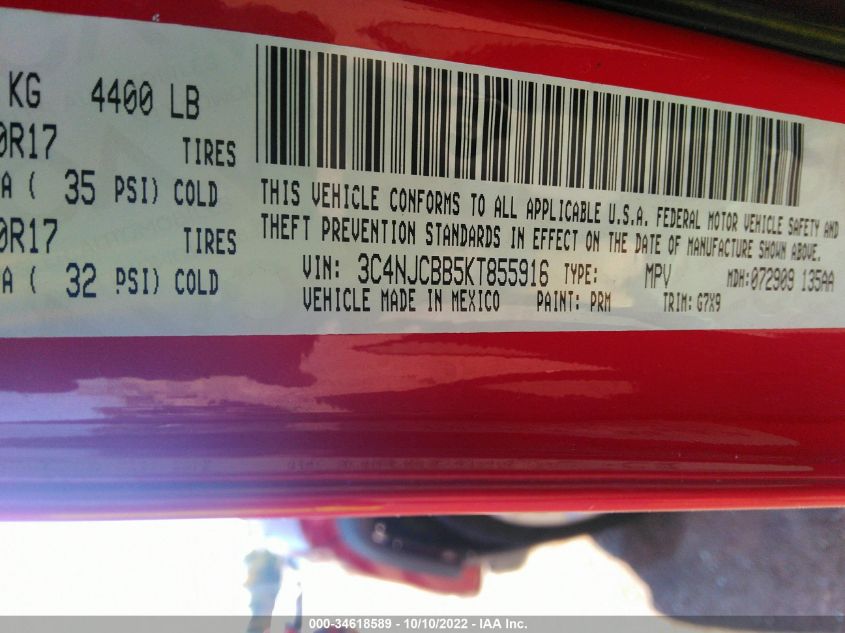 KG 4400 LB
0R17 TIRES
A ( 35 PSI) COLD
0R17 TIRES
A ( 32 PSI) COLD
THIS VEHICLE CONFORMS TO ALL APPLICABLE U.S.A. FEDERAL MOTOR VEHICLE SAFETY AND
THEFT PREVENTION STANDARDS IN EFFECT ON THE DATE OF MANUFACTURE SHOWN ABOVE.
VIN: 3C4NJCBB5KT855916 TYPE: MPV MDH:072909 135AA
VEHICLE MADE IN MEXICO PAINT: PRM TRIM: G7X9
000-34618589 - 10/10/2022 - IAA Inc.